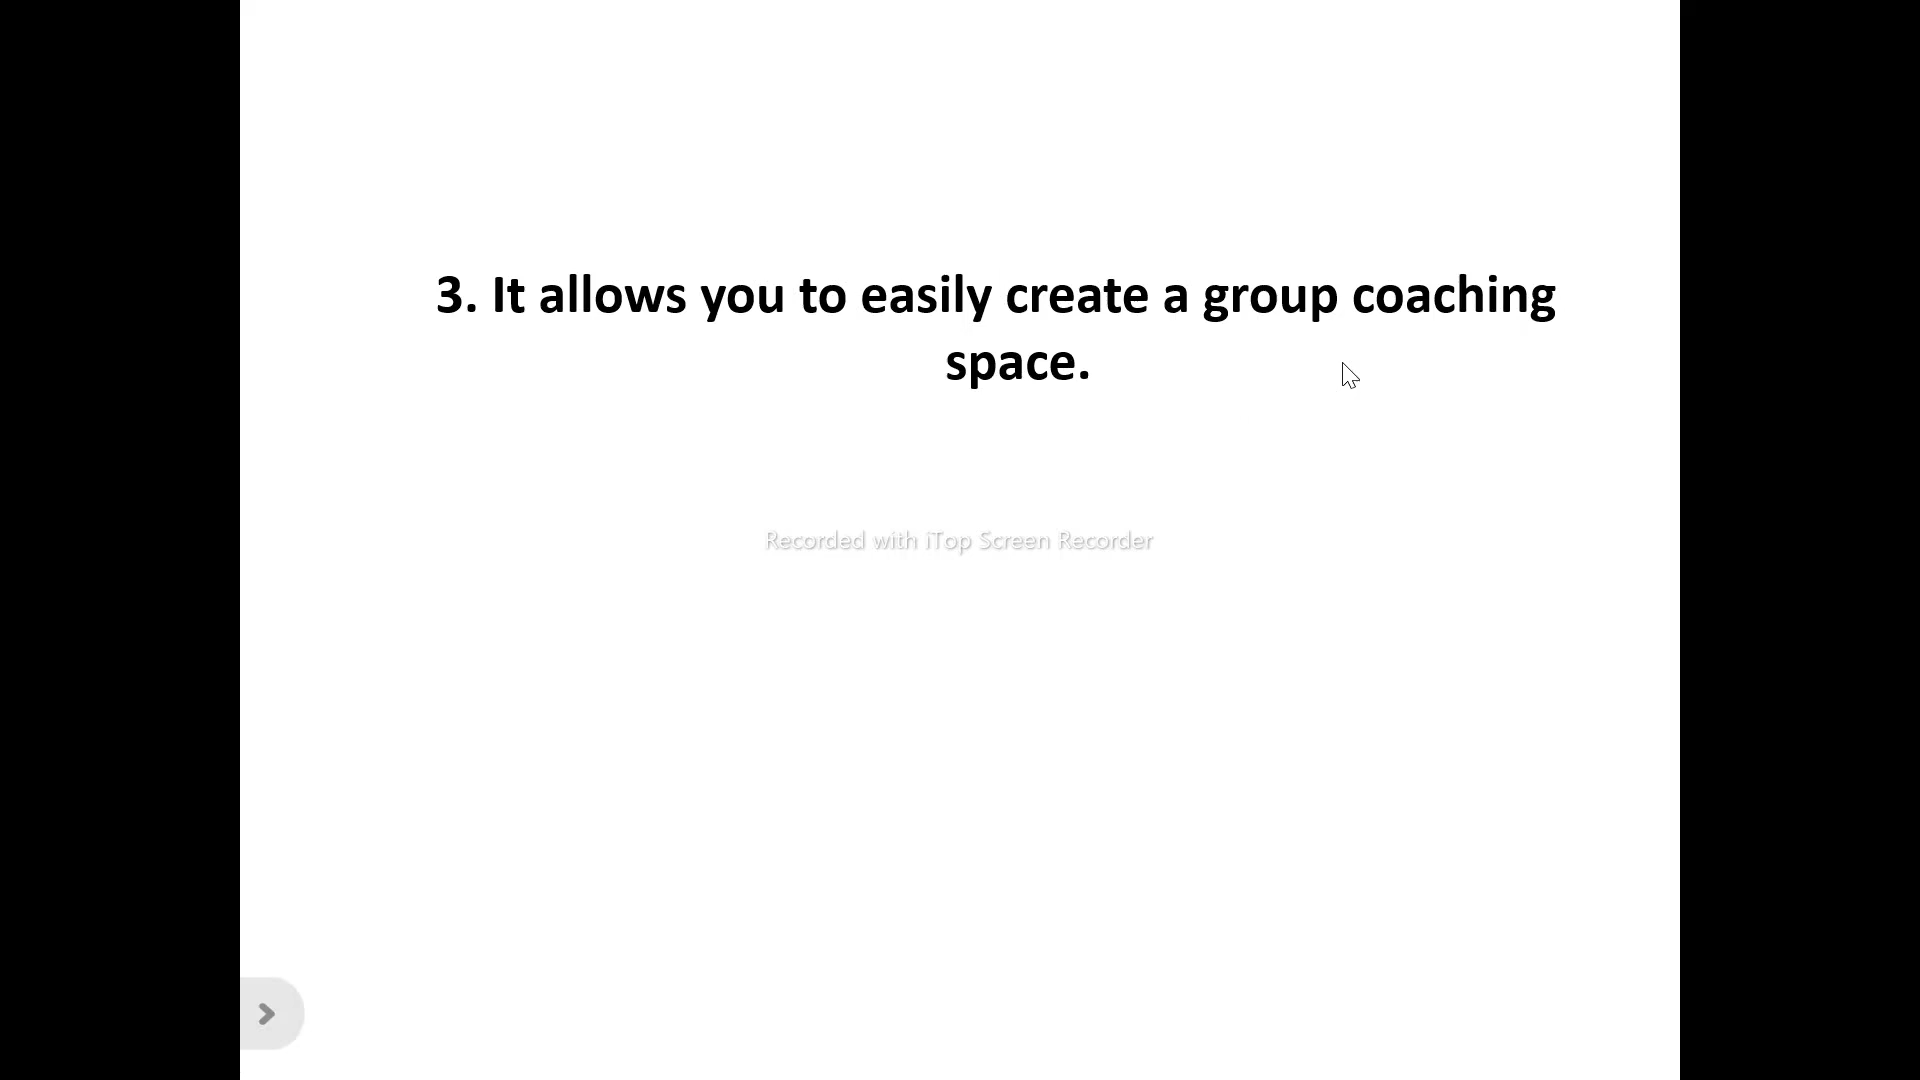 3. It allows you to easily create a group coaching
space.
Recorded with iTop Screen Recorder